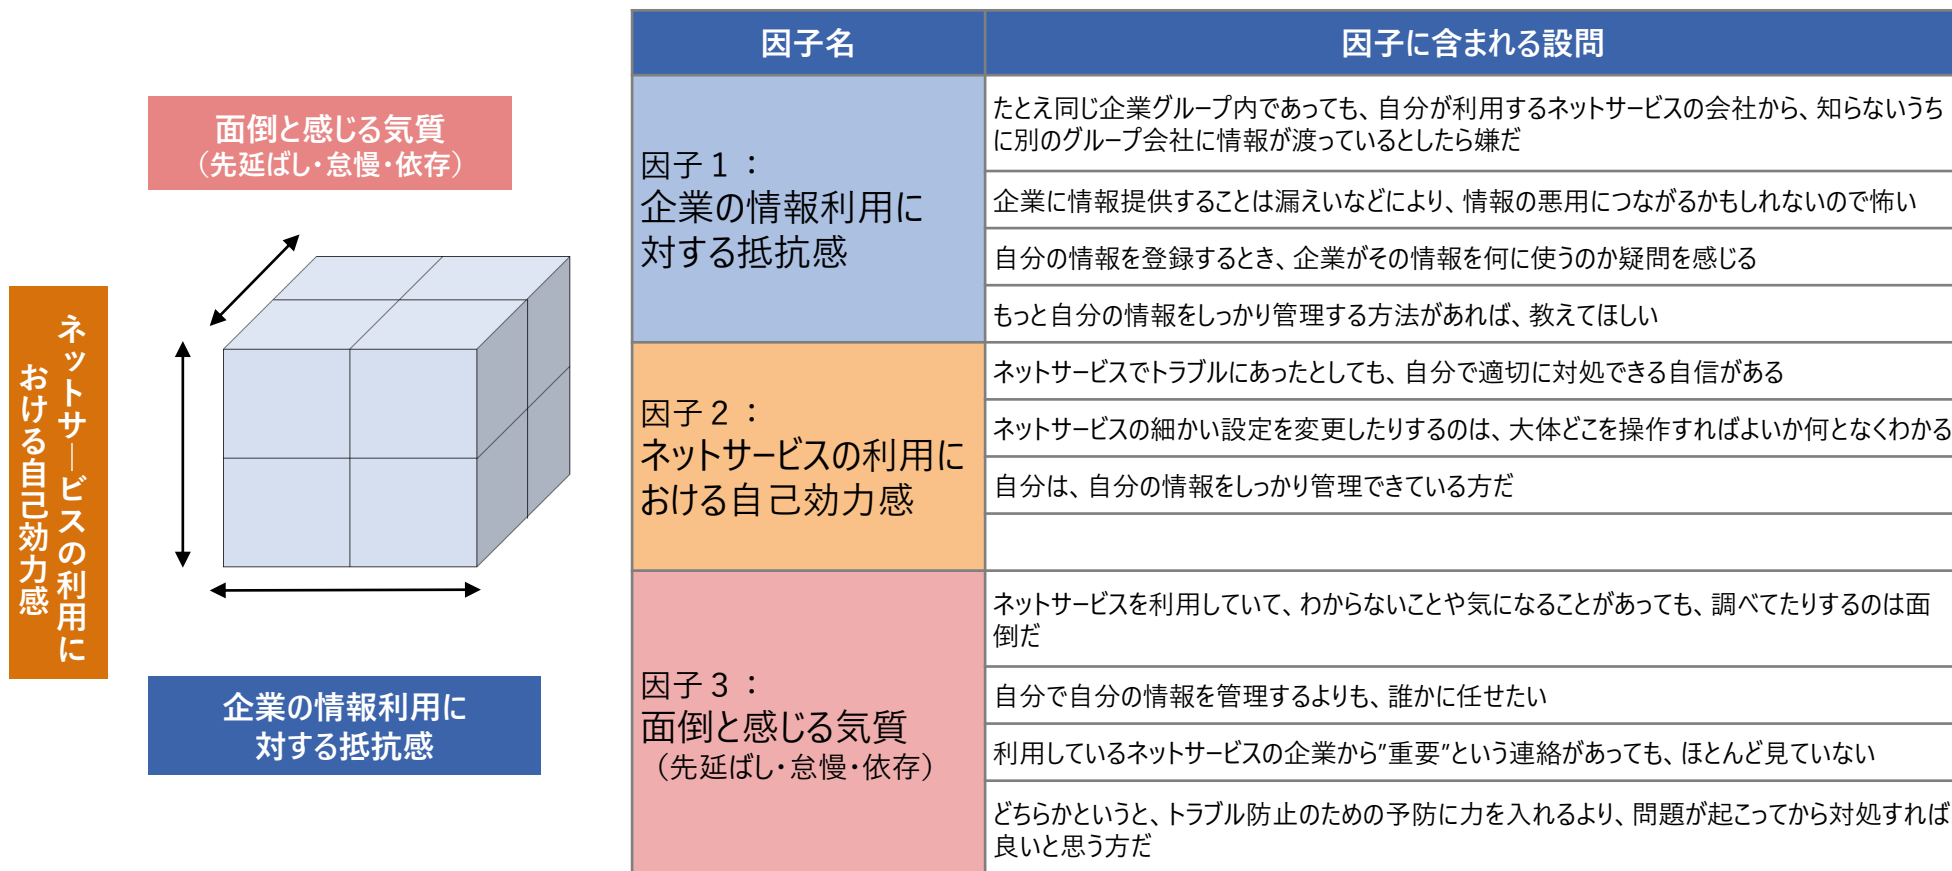 面倒と感じる気質
（先延ばし・怠慢・依存）
ネットサービスの利用に
おける自己効力感
企業の情報利用に
対する抵抗感
因子名
因子に含まれる設問
因子１：
企業の情報利用に
対する抵抗感
たとえ同じ企業グループ内であっても、自分が利用するネットサービスの会社から、知らないうち
に別のグループ会社に情報が渡っているとしたら嫌だ
企業に情報提供することは漏えいなどにより、情報の悪用につながるかもしれないので怖い
自分の情報を登録するとき、企業がその情報を何に使うのか疑問を感じる
もっと自分の情報をしっかり管理する方法があれば、教えてほしい
因子２：
ネットサービスの利用に
おける自己効力感
ネットサービスでトラブルにあったとしても、自分で適切に対処できる自信がある
ネットサービスの細かい設定を変更したりするのは、大体どこを操作すればよいか何となくわかる
自分は、自分の情報をしっかり管理できている方だ
因子３：
面倒と感じる気質
（先延ばし・怠慢・依存）
ネットサービスを利用していて、わからないことや気になることがあっても、調べてたりするのは面
倒だ
自分で自分の情報を管理するよりも、誰かに任せたい
利用しているネットサービスの企業から”重要”という連絡があっても、ほとんど見ていない
どちらかというと、トラブル防止のための予防に力を入れるより、問題が起こってから対処すれば
良いと思う方だ